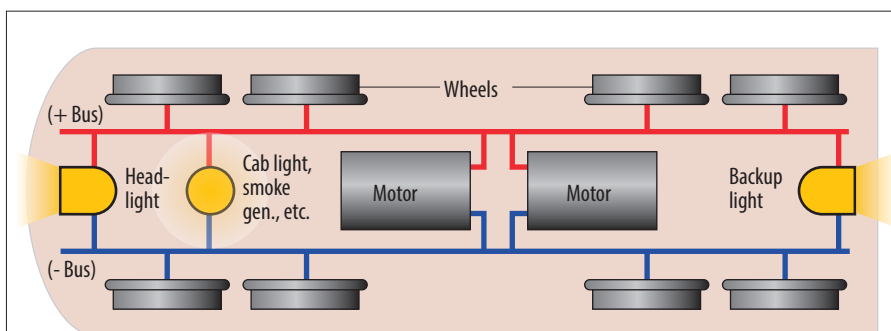 Wheels
(+ Bus)
Head-
light
Cab light,
smoke
gen., etc.
Motor
Motor
Backup
light
(- Bus)